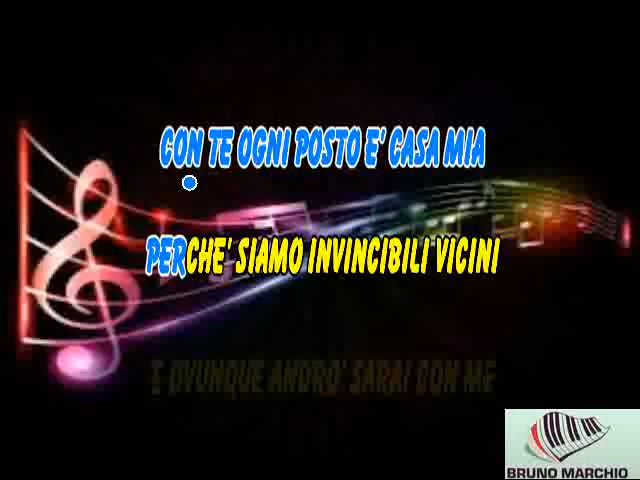 CON TE OGNI POSTO E' CASA MIA
PERCHE' SIAMO INVINCIBILI VICINI
E OVUNQUE ANDRO' SARAI CON ME
BRUNO MARCHIO